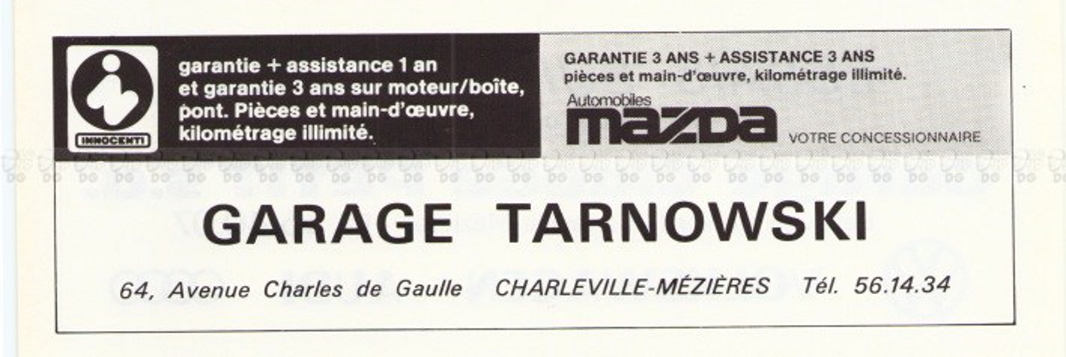 INNOCENTI
garantie + assistance 1 an
et garantie 3 ans sur moteur/boîte,
pont. Pièces et main-d'œuvre,
kilométrage illimité.
GARANTIE 3 ANS + ASSISTANCE 3 ANS
pièces et main-d'œuvre, kilométrage illimité.
Automobiles
mazda VOTRE CONCESSIONNAIRE
GARAGE TARNOWSKI
64, Avenue Charles de Gaulle CHARLEVILLE-MÉZIÈRES Tél. 56.14.34